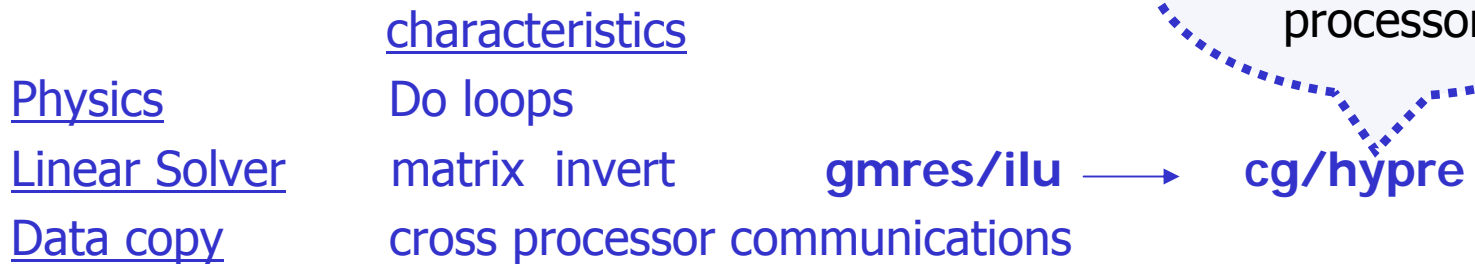 processor
characteristics
Physics Do loops
Linear Solver matrix invert gmres/ilu → cg/hypre
Data copy cross processor communications